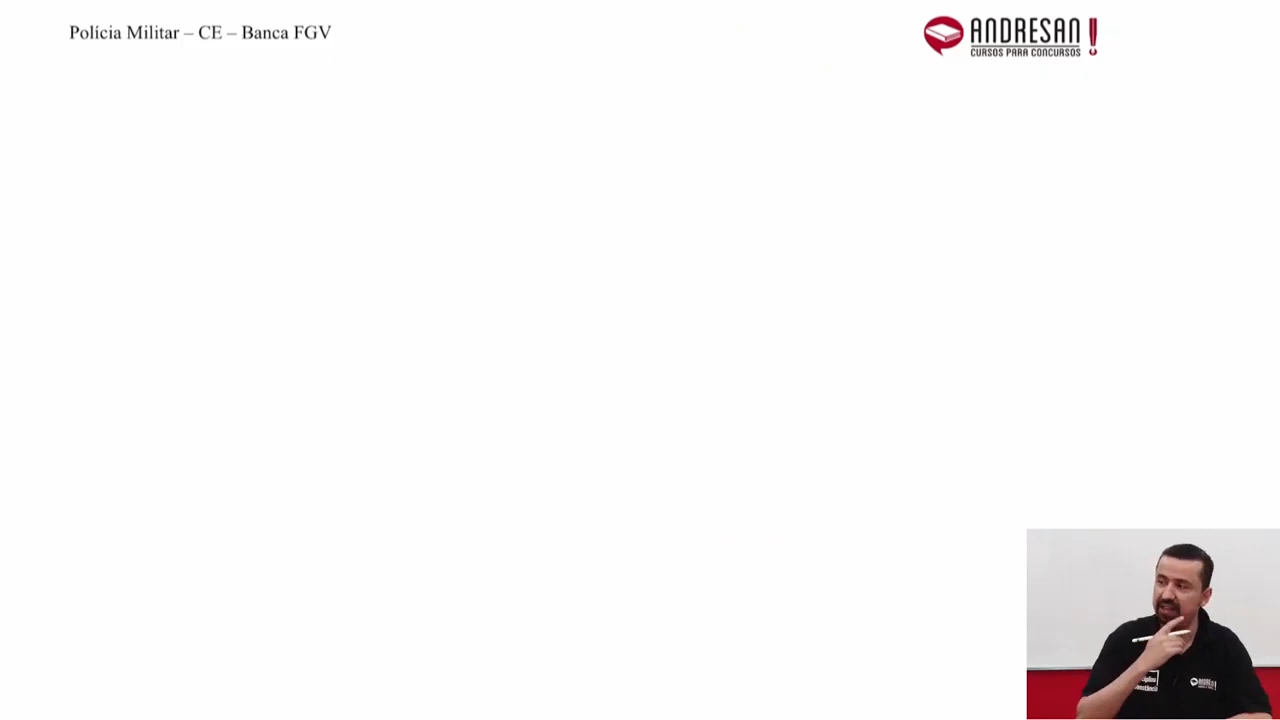 Polícia Militar – CE – Banca FGV
ANDRESAN!
CURSOS PARA CONCURSOS